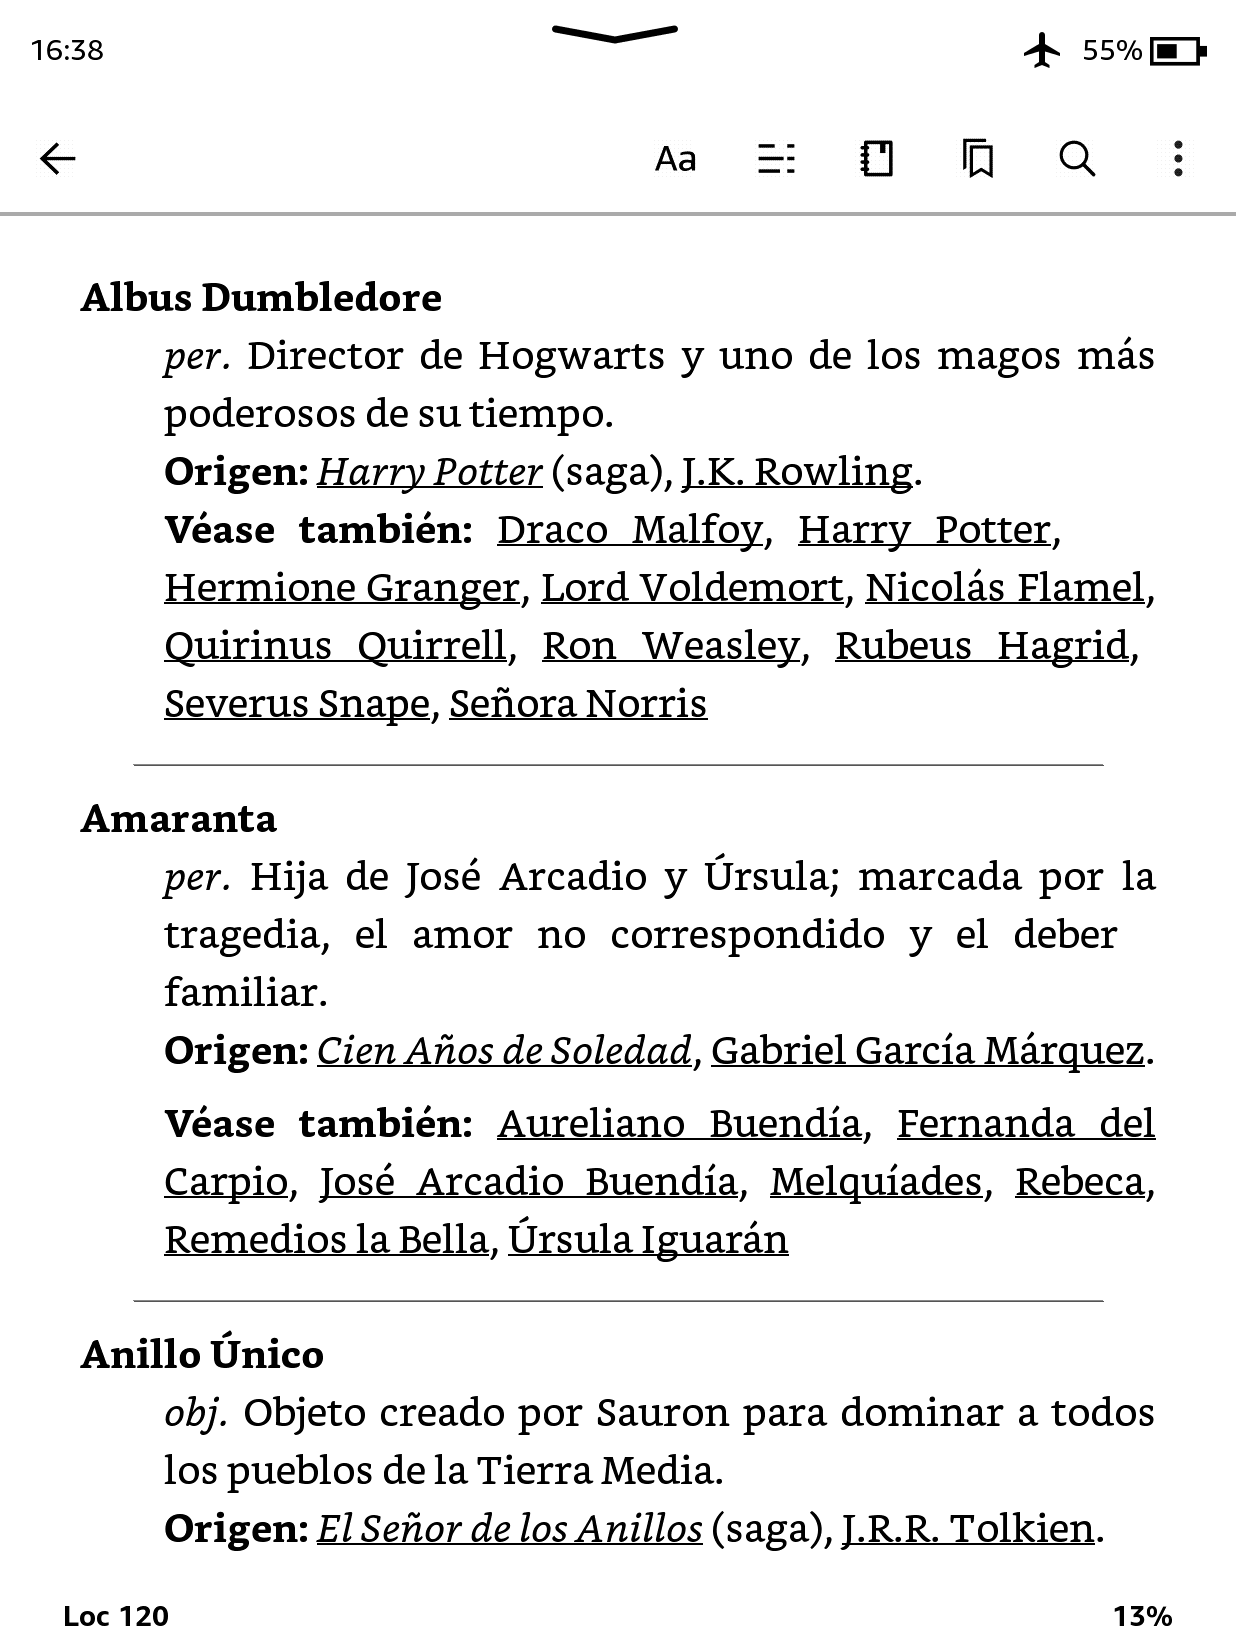 16:38
55%
Aa
Albus Dumbledore
per. Director de Hogwarts y uno de los magos más
poderosos de su tiempo.
Origen: Harry Potter (saga), J.K. Rowling.
Véase también: Draco Malfoy, Harry Potter,
Hermione Granger, Lord Voldemort, Nicolás Flamel,
Quirinus Quirrell, Ron Weasley, Rubeus Hagrid,
Severus Snape, Señora Norris
Amaranta
per. Hija de José Arcadio y Úrsula; marcada por la
tragedia, el amor no correspondido y el deber
familiar.
Origen: Cien Años de Soledad, Gabriel García Márquez.
Véase también: Aureliano Buendía, Fernanda del
Carpio, José Arcadio Buendía, Melquíades, Rebeca,
Remedios la Bella, Úrsula Iguarán
Anillo Único
obj. Objeto creado por Sauron para dominar a todos
los pueblos de la Tierra Media.
Origen: El Señor de los Anillos (saga), J.R.R. Tolkien.
Loc 120
13%